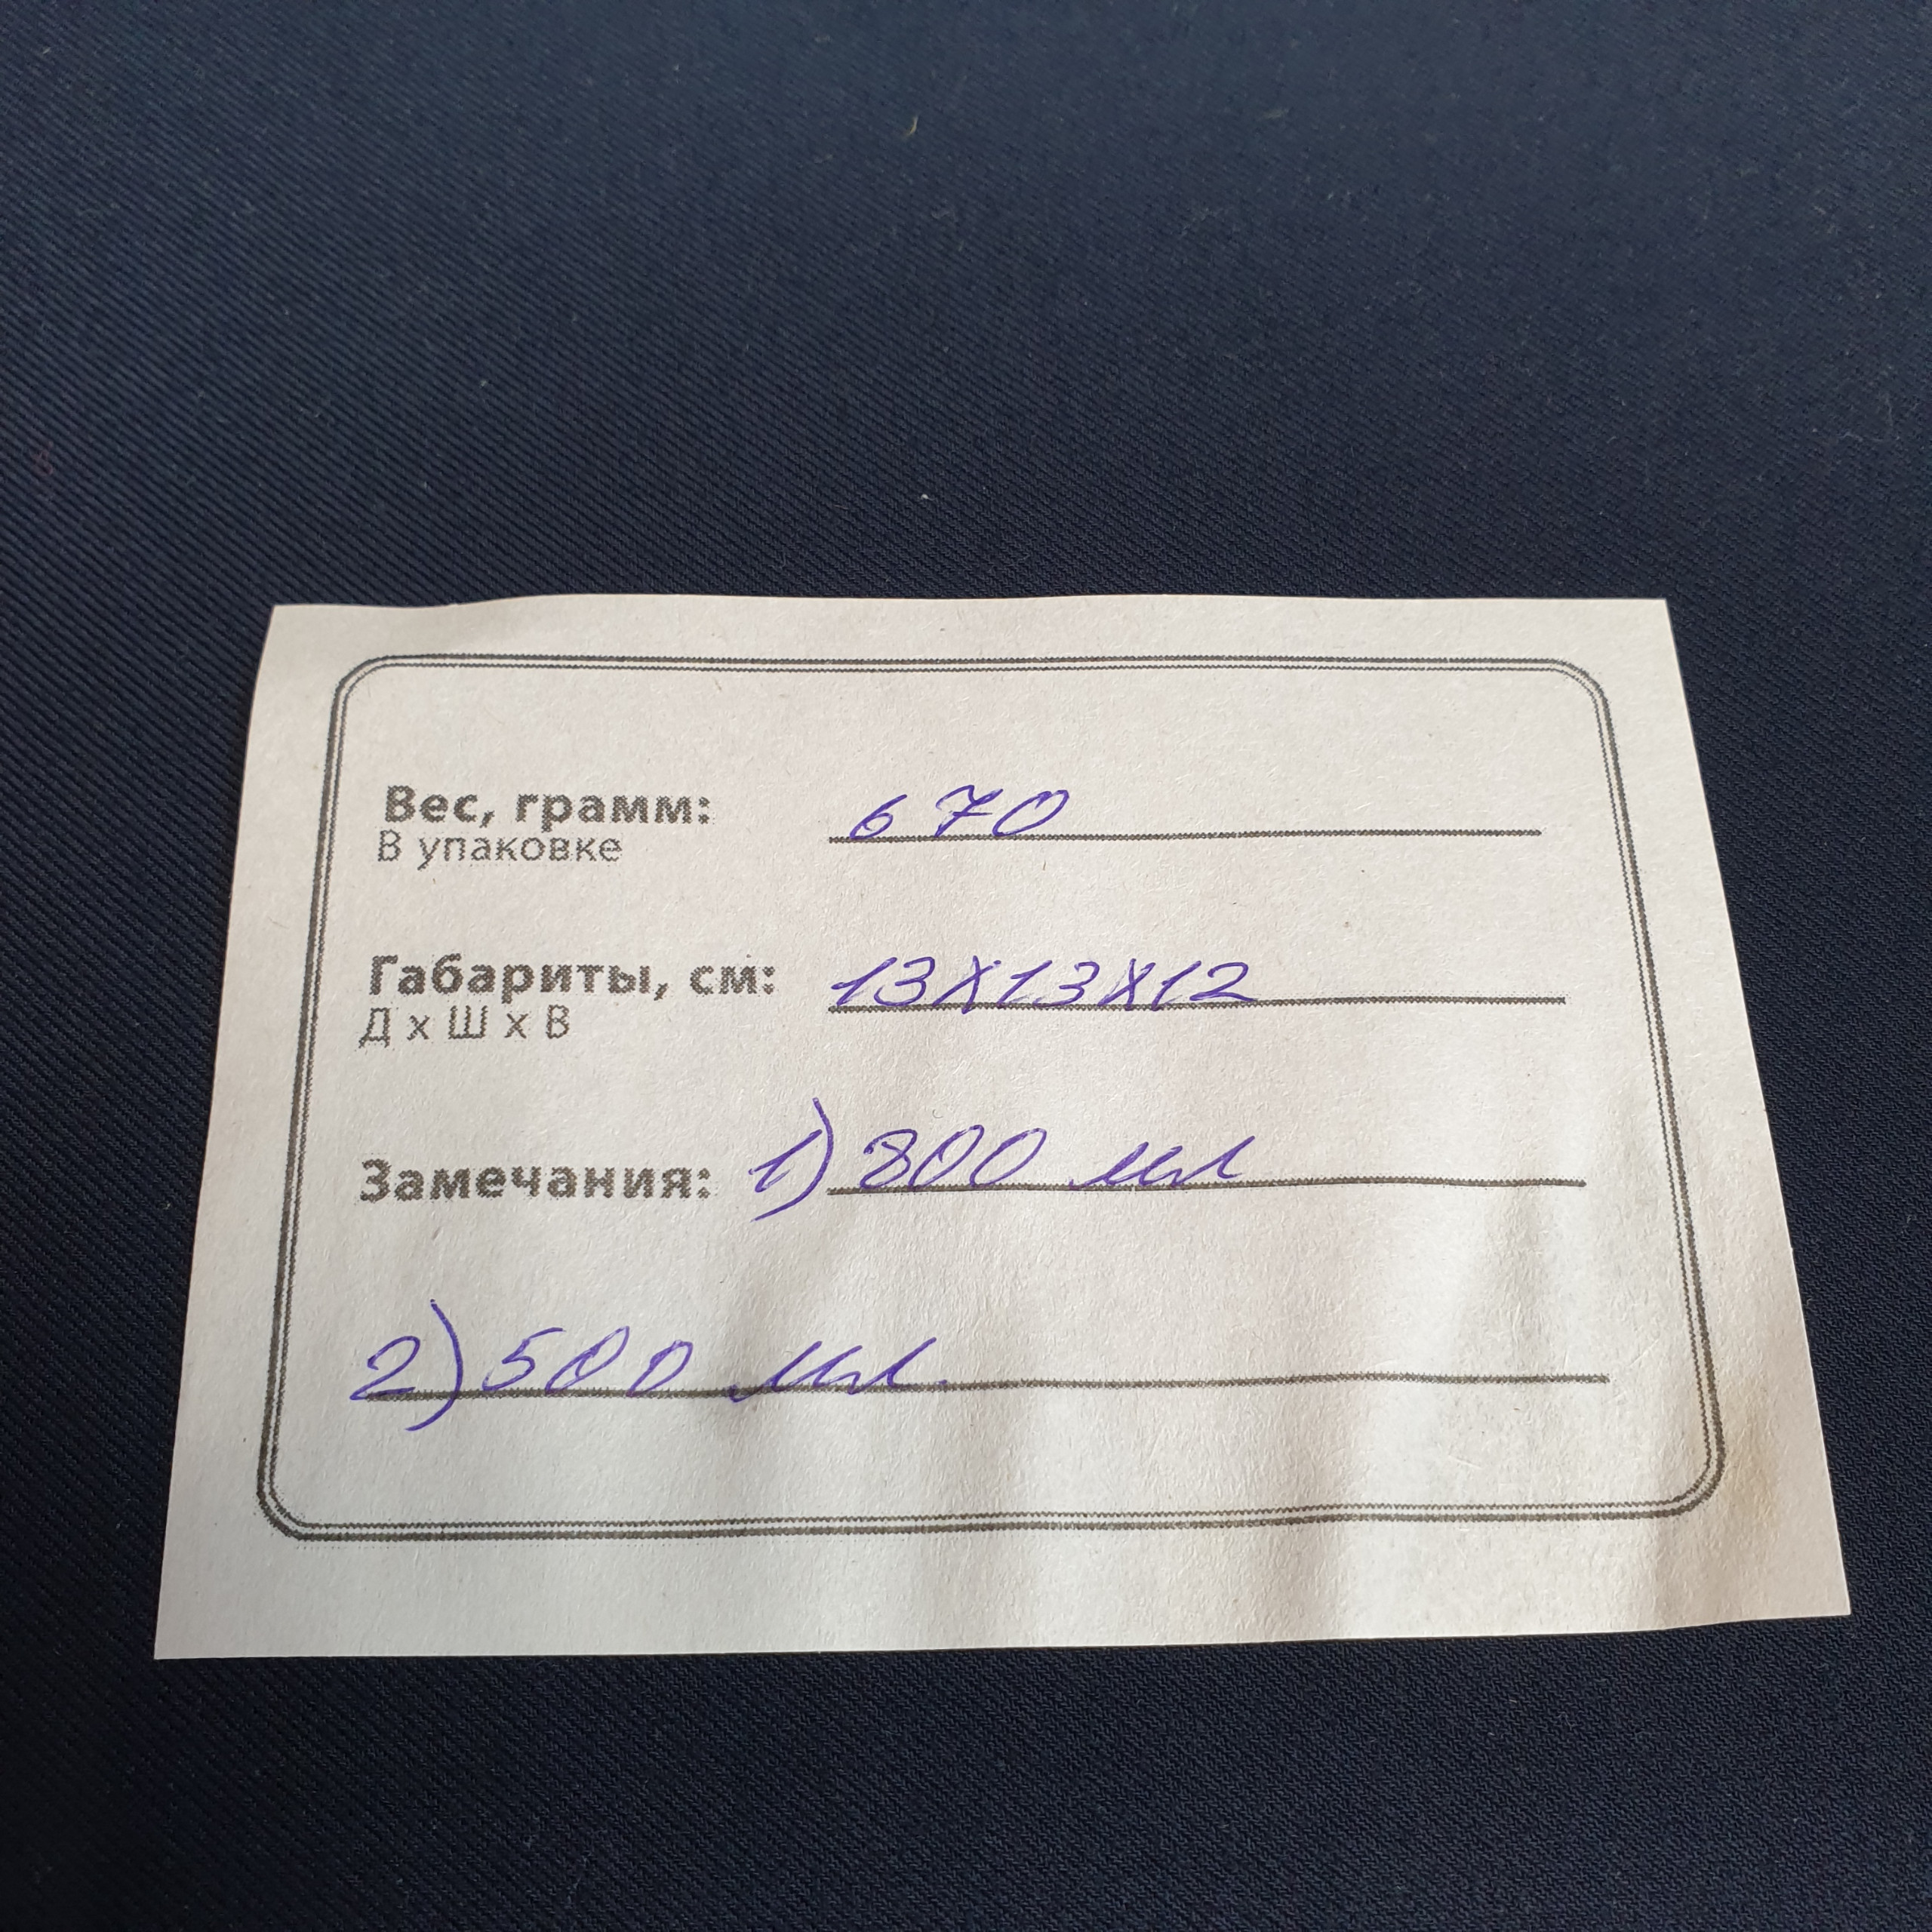 Вес, грамм: 670
В упаковке
Габариты, см: 13х13х12
Д х Ш х В
Замечания: 1) 800 мл
2) 500 мл.